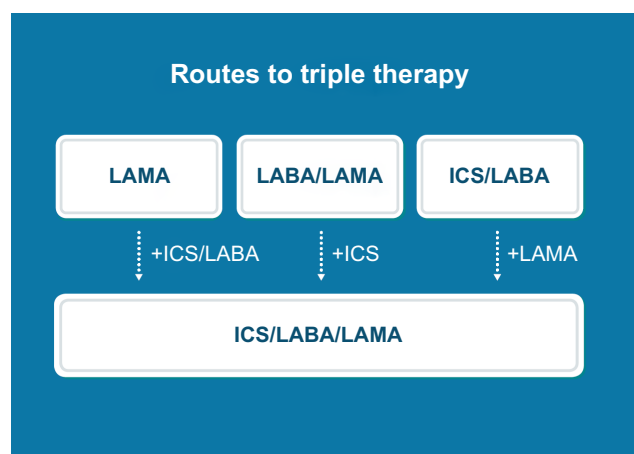 Routes to triple therapy
LAMA
LABA/LAMA
ICS/LABA
+ICS/LABA
+ICS
+LAMA
ICS/LABA/LAMA